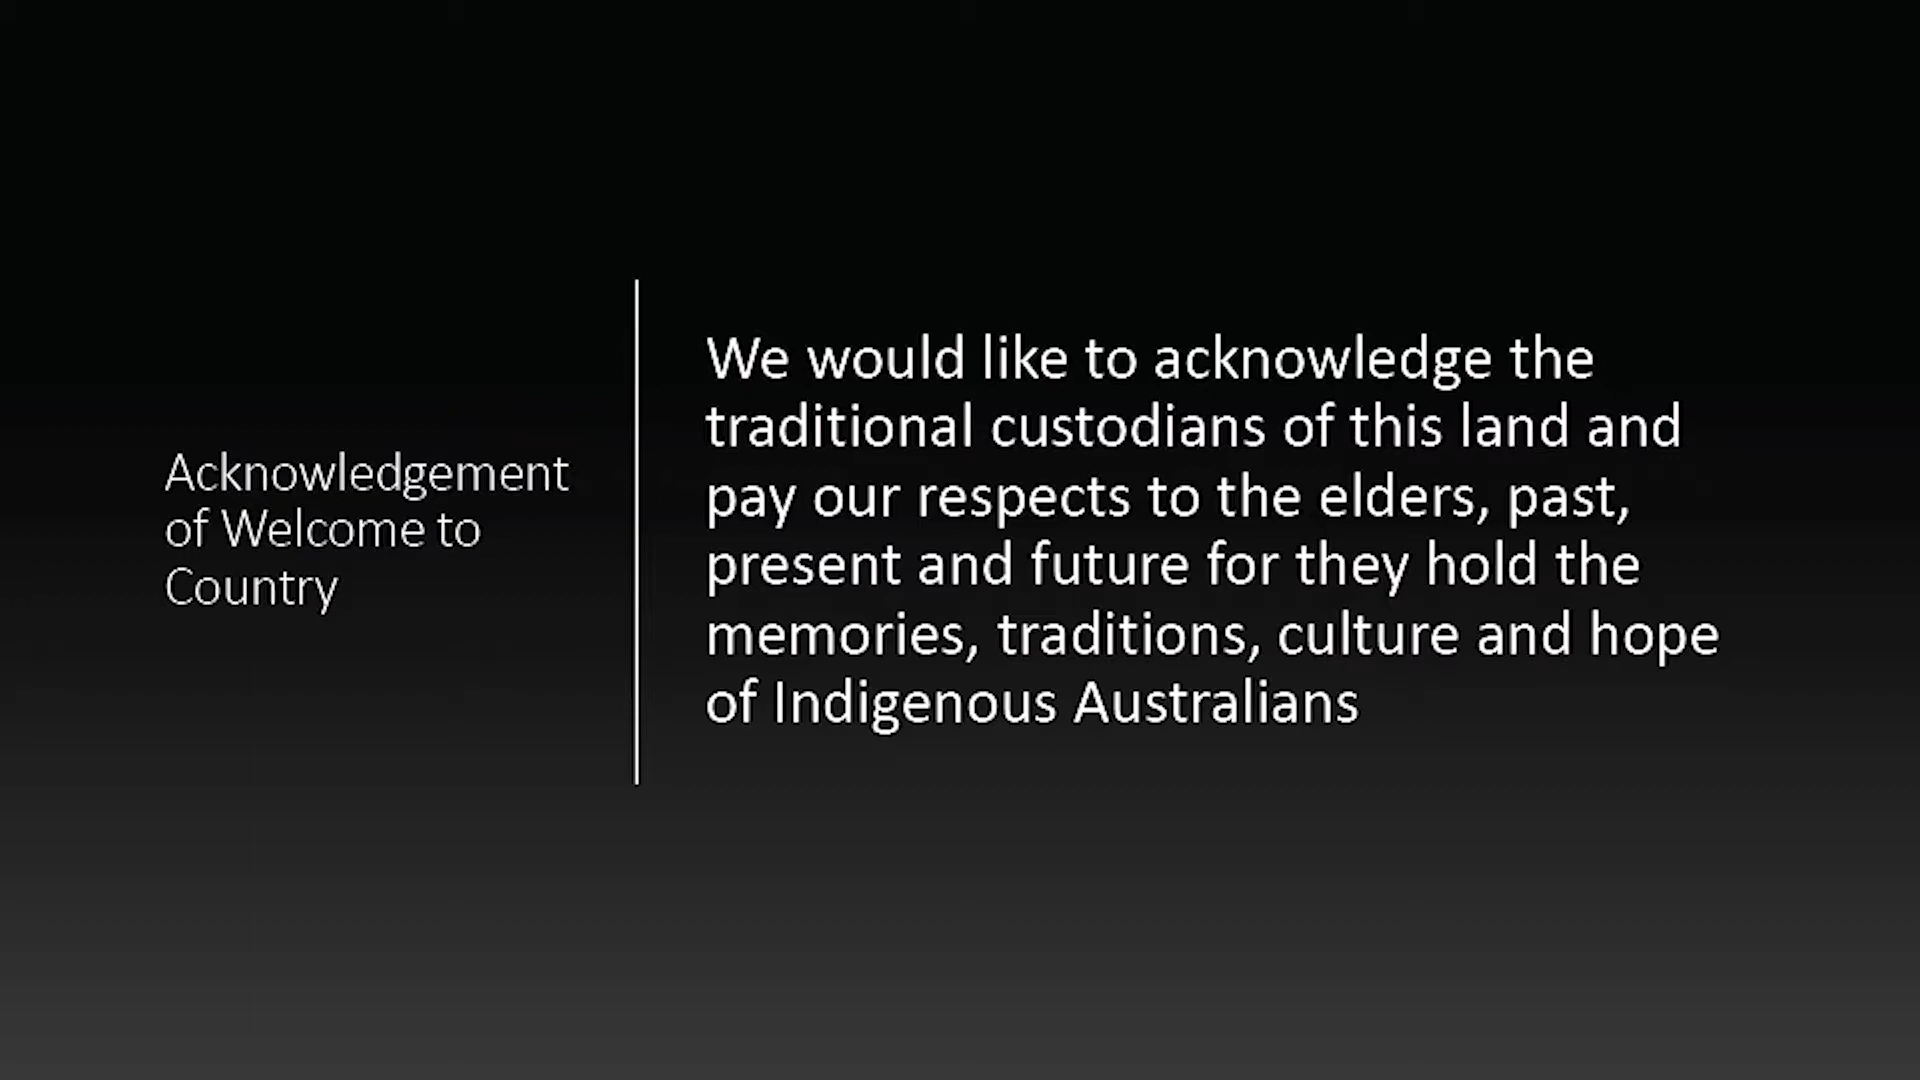 Acknowledgement
of Welcome to
Country
We would like to acknowledge the
traditional custodians of this land and
pay our respects to the elders, past,
present and future for they hold the
memories, traditions, culture and hope
of Indigenous Australians